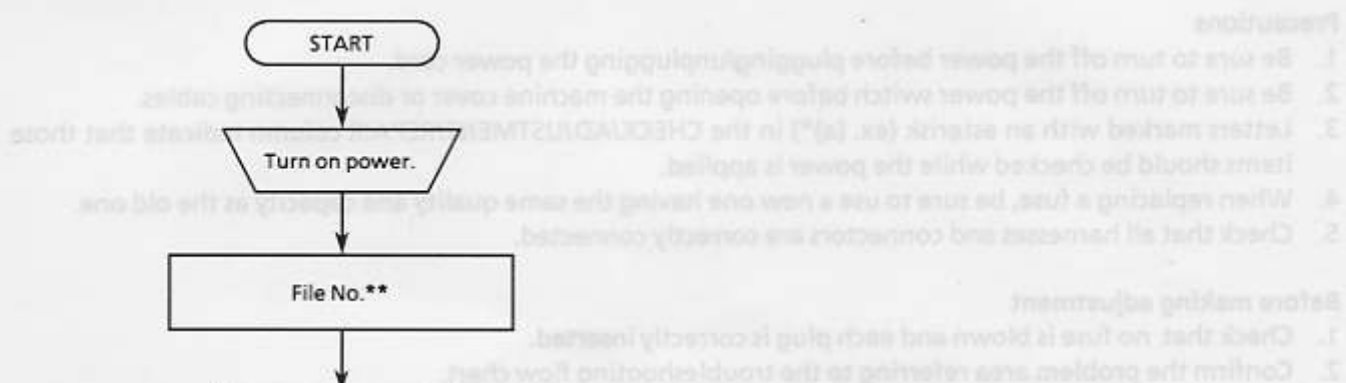 START
Turn on power.
File No.**
Precautions
1. Be sure to turn off the power before plugging/unplugging the power cord.
2. Be sure to turn off the power switch before opening the machine cover or disconnecting cables.
3. Letters marked with an asterisk (ex. (a)*) in the CHECK/ADJUSTMENT/REPAIR column indicate that those
items should be checked while the power is applied.
4. When replacing a fuse, be sure to use a new one having the same quality and capacity as the old one.
5. Check that all harnesses and connectors are correctly connected.
Before making adjustment
1. Check that no fuse is blown and each plug is correctly inserted.
2. Confirm the problem area referring to the troubleshooting flow chart.